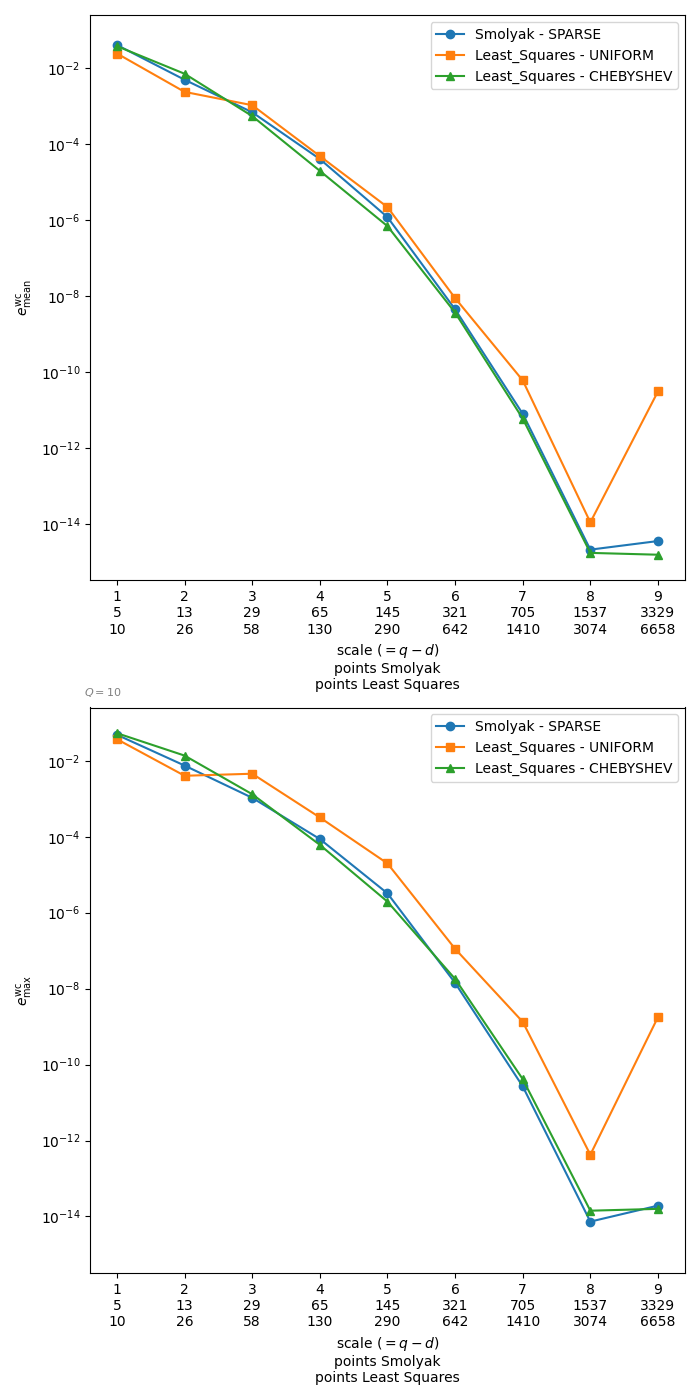 Smolyak - SPARSE
Least_Squares - UNIFORM
Least_Squares - CHEBYSHEV
10⁻²
10⁻⁴
10⁻⁶
10⁻⁸
10⁻¹⁰
10⁻¹²
10⁻¹⁴
e^wc_mean
1 2 3 4 5 6 7 8 9
5 13 29 65 145 321 705 1537 3329
10 26 58 130 290 642 1410 3074 6658
scale (= q − d)
points Smolyak
points Least Squares
Q = 10
Smolyak - SPARSE
Least_Squares - UNIFORM
Least_Squares - CHEBYSHEV
10⁻²
10⁻⁴
10⁻⁶
10⁻⁸
10⁻¹⁰
10⁻¹²
10⁻¹⁴
e^wc_max
1 2 3 4 5 6 7 8 9
5 13 29 65 145 321 705 1537 3329
10 26 58 130 290 642 1410 3074 6658
scale (= q − d)
points Smolyak
points Least Squares